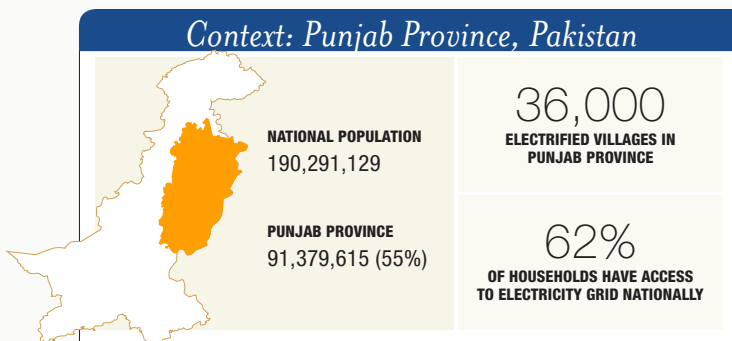 Context: Punjab Province, Pakistan
NATIONAL POPULATION
190,291,129
PUNJAB PROVINCE
91,379,615 (55%)
36,000
ELECTRIFIED VILLAGES IN
PUNJAB PROVINCE
62%
OF HOUSEHOLDS HAVE ACCESS
TO ELECTRICITY GRID NATIONALLY